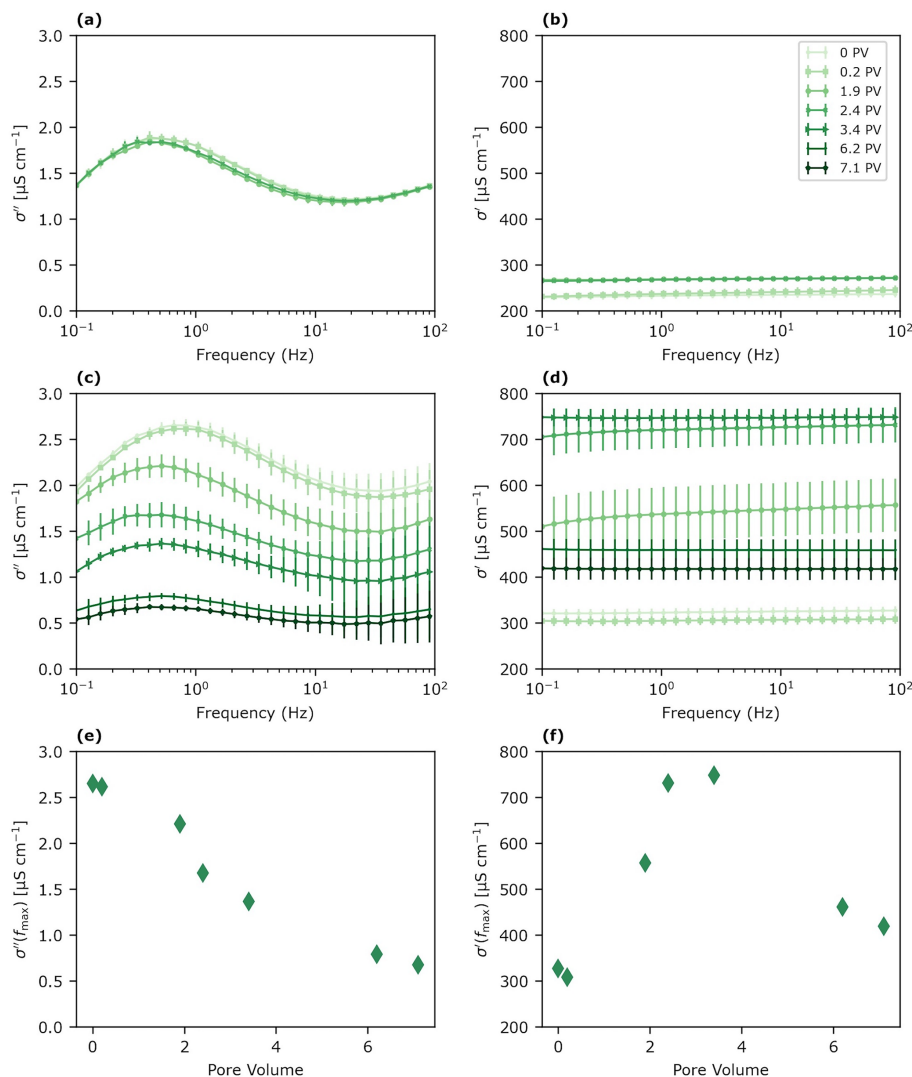 (a)
3.0
2.5
2.0
1.5
1.0
0.5
0.0
σ″ [μS cm⁻¹]
10⁻¹ 10⁰ 10¹ 10²
Frequency (Hz)
(b)
800
700
600
500
400
300
200
σ′ [μS cm⁻¹]
0 PV
0.2 PV
1.9 PV
2.4 PV
3.4 PV
6.2 PV
7.1 PV
10⁻¹ 10⁰ 10¹ 10²
Frequency (Hz)
(c)
3.0
2.5
2.0
1.5
1.0
0.5
0.0
σ″ [μS cm⁻¹]
10⁻¹ 10⁰ 10¹ 10²
Frequency (Hz)
(d)
800
700
600
500
400
300
200
σ′ [μS cm⁻¹]
10⁻¹ 10⁰ 10¹ 10²
Frequency (Hz)
(e)
3.0
2.5
2.0
1.5
1.0
0.5
0.0
σ″(fmax) [μS cm⁻¹]
0 2 4 6
Pore Volume
(f)
800
700
600
500
400
300
200
σ′(fmax) [μS cm⁻¹]
0 2 4 6
Pore Volume